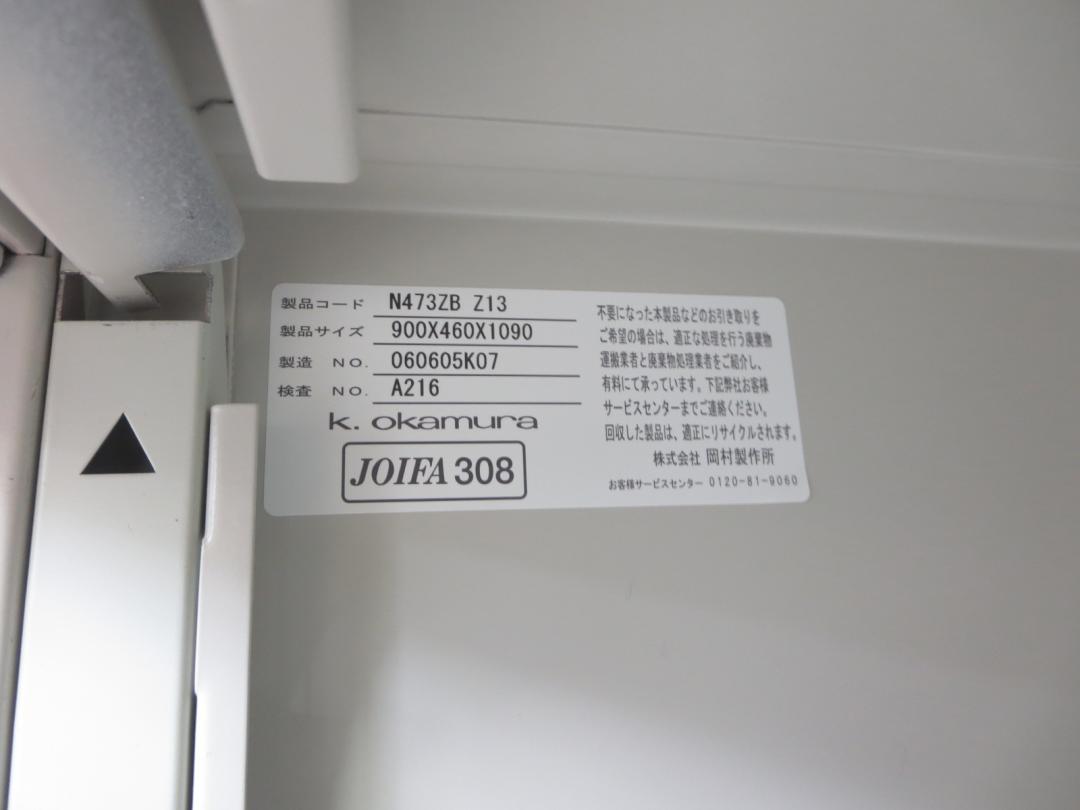 製品コード N473ZB Z13
製品サイズ 900X460X1090
製造 NO. 060605K07
検査 NO. A216
k. okamura
JOIFA 308
不要になった本製品などのお引き取りを
ご希望の場合は、適正な処理を行う廃棄物
運搬業者と廃棄物処理業者をご紹介し、
有料にて承っています。下記弊社お客様
サービスセンターまでご連絡ください。
回収した製品は、適正にリサイクルされます。
株式会社 岡村製作所
お客様サービスセンター 0120-81-9060